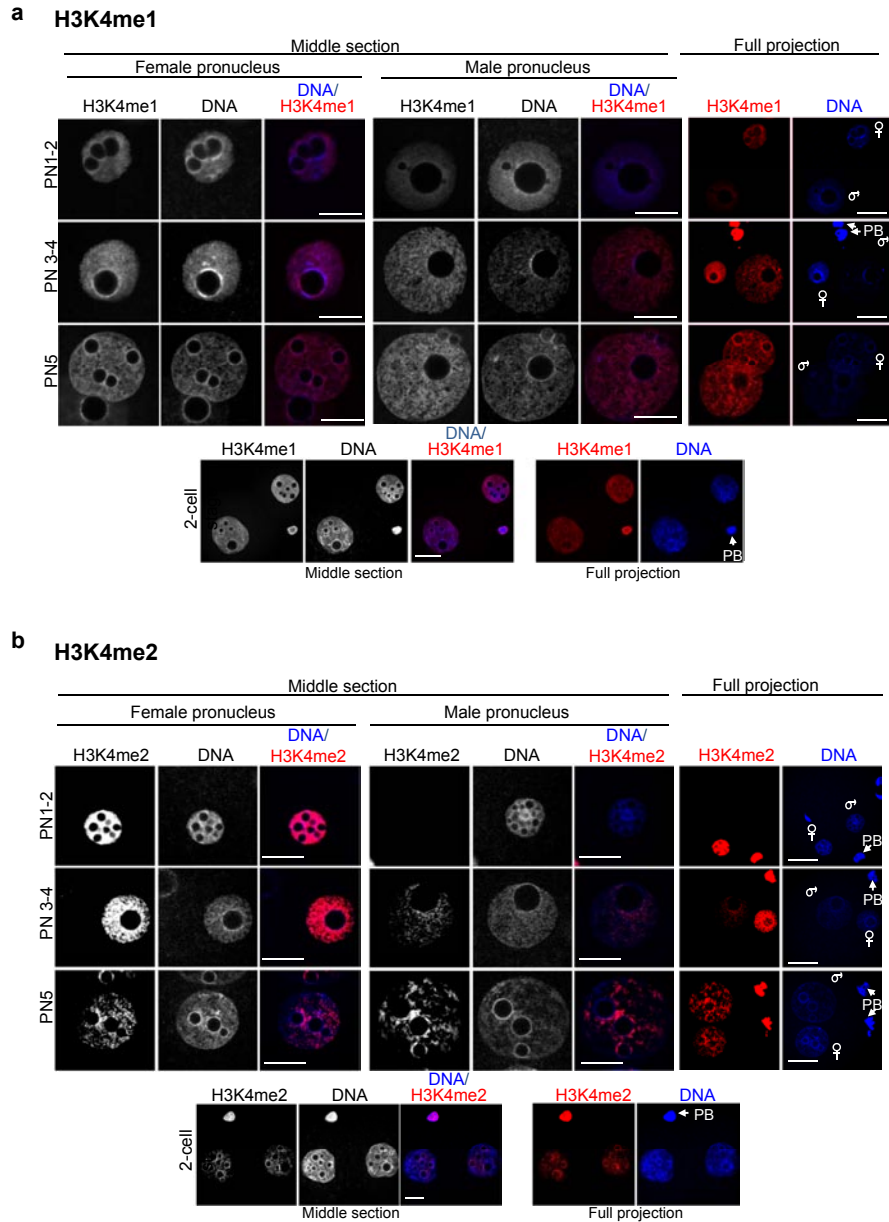 a
H3K4me1
Middle section
Full projection
Female pronucleus
Male pronucleus
H3K4me1 DNA DNA/ H3K4me1 H3K4me1 DNA DNA/ H3K4me1 H3K4me1 DNA
PN1-2
♀
♂
PN 3-4
PB
♂
♀
PN5
♂
♀
H3K4me1 DNA DNA/ H3K4me1 H3K4me1 DNA
2-cell
PB
Middle section
Full projection
b
H3K4me2
Middle section
Full projection
Female pronucleus
Male pronucleus
H3K4me2 DNA DNA/ H3K4me2 H3K4me2 DNA DNA/ H3K4me2 H3K4me2 DNA
PN1-2
♂
♀
PB
PN 3-4
PB
♂
♀
PN5
♂
PB
♀
H3K4me2 DNA DNA/ H3K4me2 H3K4me2 DNA
2-cell
PB
Middle section
Full projection